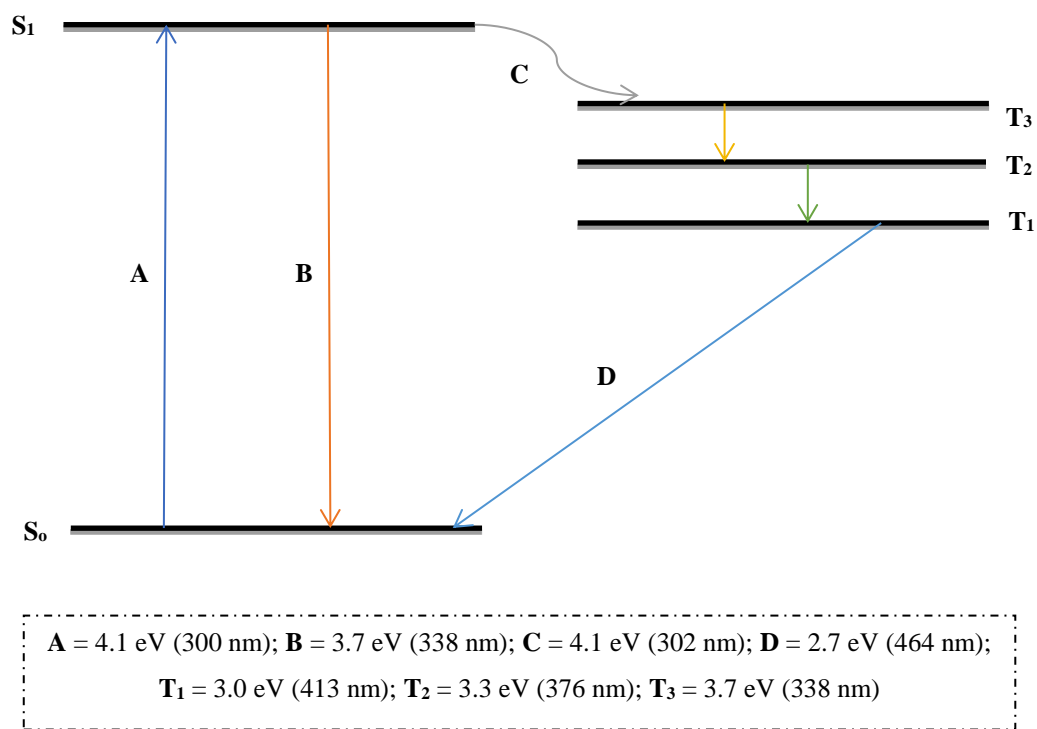 S₁
C
T₃
T₂
T₁
A
B
D
Sₒ
A = 4.1 eV (300 nm); B = 3.7 eV (338 nm); C = 4.1 eV (302 nm); D = 2.7 eV (464 nm);
T₁ = 3.0 eV (413 nm); T₂ = 3.3 eV (376 nm); T₃ = 3.7 eV (338 nm)